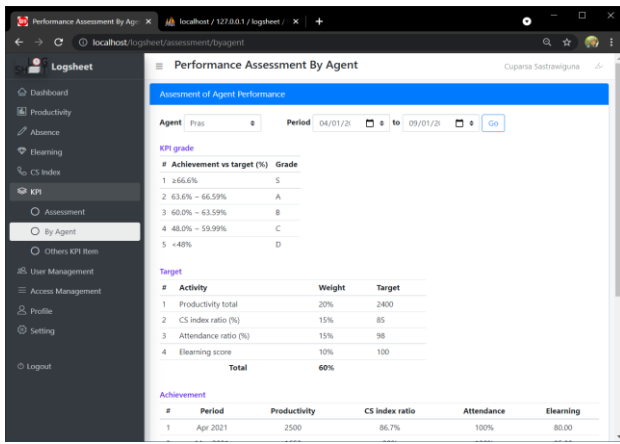 Performance Assessment By Age
localhost / 127.0.0.1 / logsheet /
localhost/logsheet/assessment/byagent
Logsheet
Performance Assessment By Agent
Cuparsa Sastrawiguna
Dashboard
Productivity
Absence
Elearning
CS Index
KPI
Assessment
By Agent
Others KPI Item
User Management
Access Management
Profile
Setting
Logout
Assesment of Agent Performance
Agent Pras Period 04/01/2 to 09/01/2 Go
KPI grade
# Achievement vs target (%) Grade
1 ≥66.6% S
2 63.6% ~ 66.59% A
3 60.0% ~ 63.59% B
4 48.0% ~ 59.99% C
5 <48% D
Target
# Activity Weight Target
1 Productivity total 20% 2400
2 CS index ratio (%) 15% 85
3 Attendance ratio (%) 15% 98
4 Elearning score 10% 100
Total 60%
Achievement
# Period Productivity CS index ratio Attendance Elearning
1 Apr 2021 2500 86.7% 100% 80.00